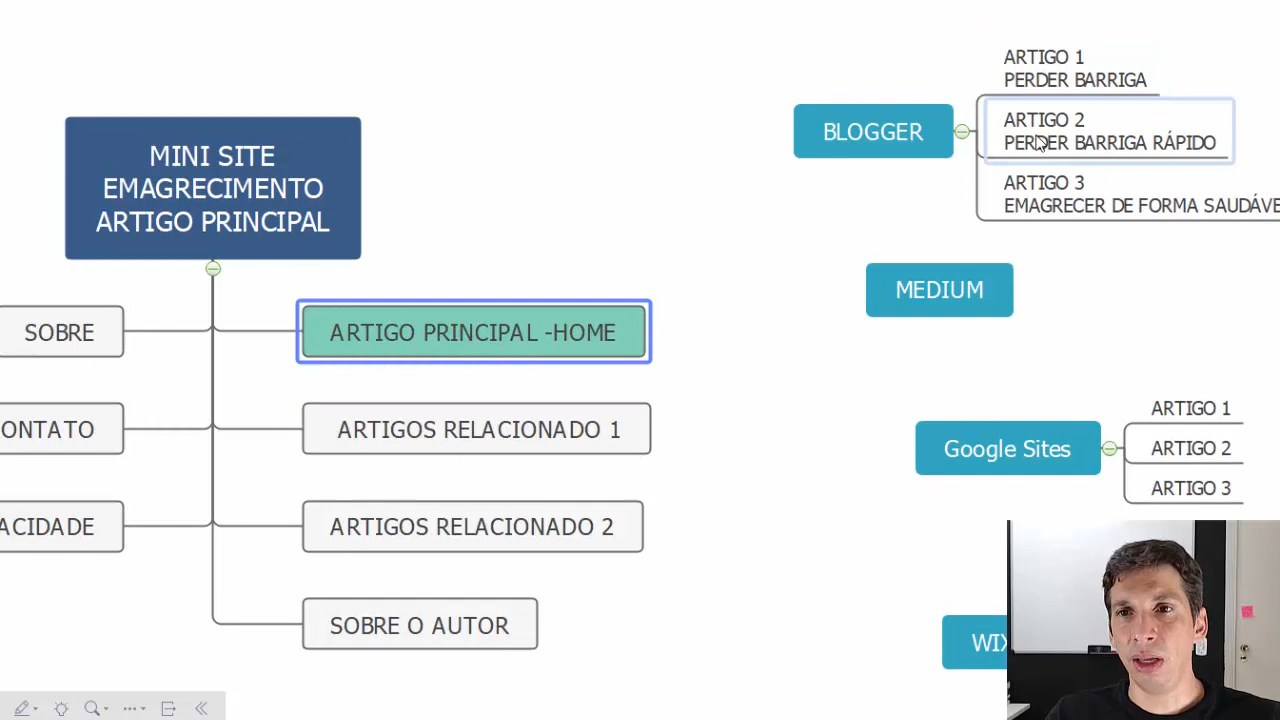 MINI SITE
EMAGRECIMENTO
ARTIGO PRINCIPAL
SOBRE
ONTATO
ACIDADE
ARTIGO PRINCIPAL -HOME
ARTIGOS RELACIONADO 1
ARTIGOS RELACIONADO 2
SOBRE O AUTOR
BLOGGER
ARTIGO 1
PERDER BARRIGA
ARTIGO 2
PERDER BARRIGA RÁPIDO
ARTIGO 3
EMAGRECER DE FORMA SAUDÁVE
MEDIUM
Google Sites
ARTIGO 1
ARTIGO 2
ARTIGO 3
WIX